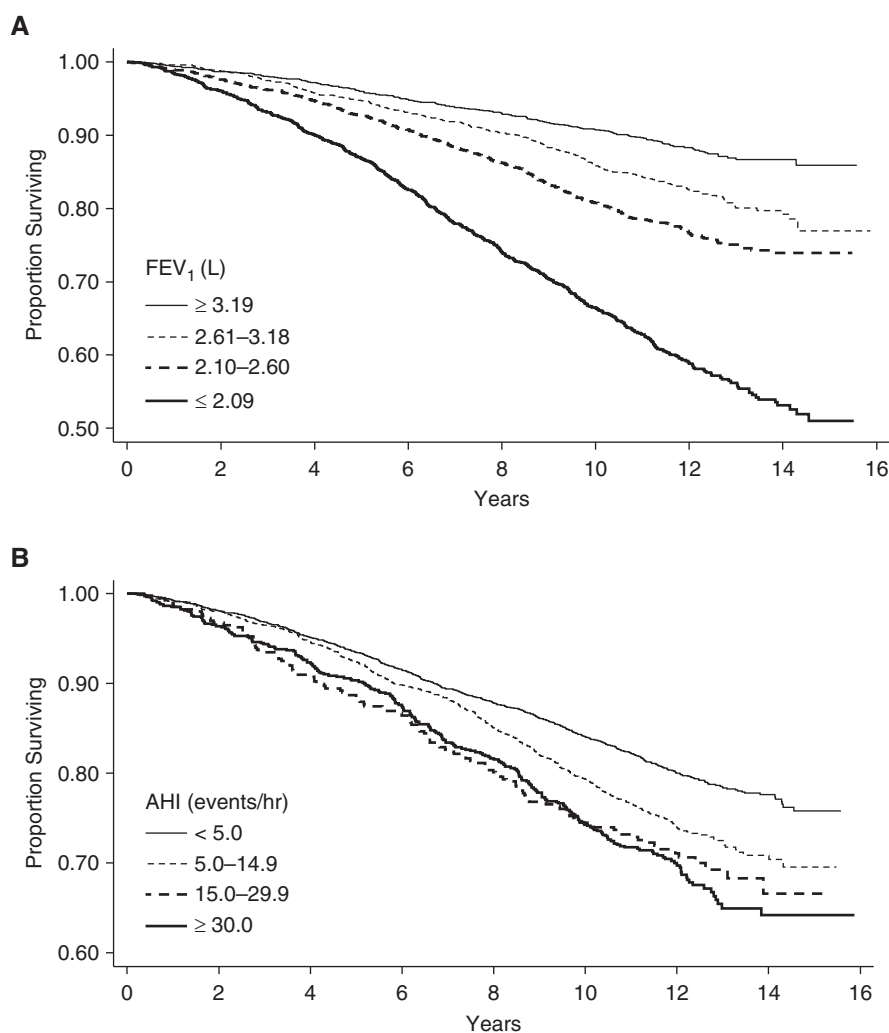 A
1.00
0.90
0.80
0.70
0.60
0.50
Proportion Surviving
FEV₁ (L)
≥ 3.19
2.61–3.18
2.10–2.60
≤ 2.09
0 2 4 6 8 10 12 14 16
Years
B
1.00
0.90
0.80
0.70
0.60
Proportion Surviving
AHI (events/hr)
< 5.0
5.0–14.9
15.0–29.9
≥ 30.0
0 2 4 6 8 10 12 14 16
Years